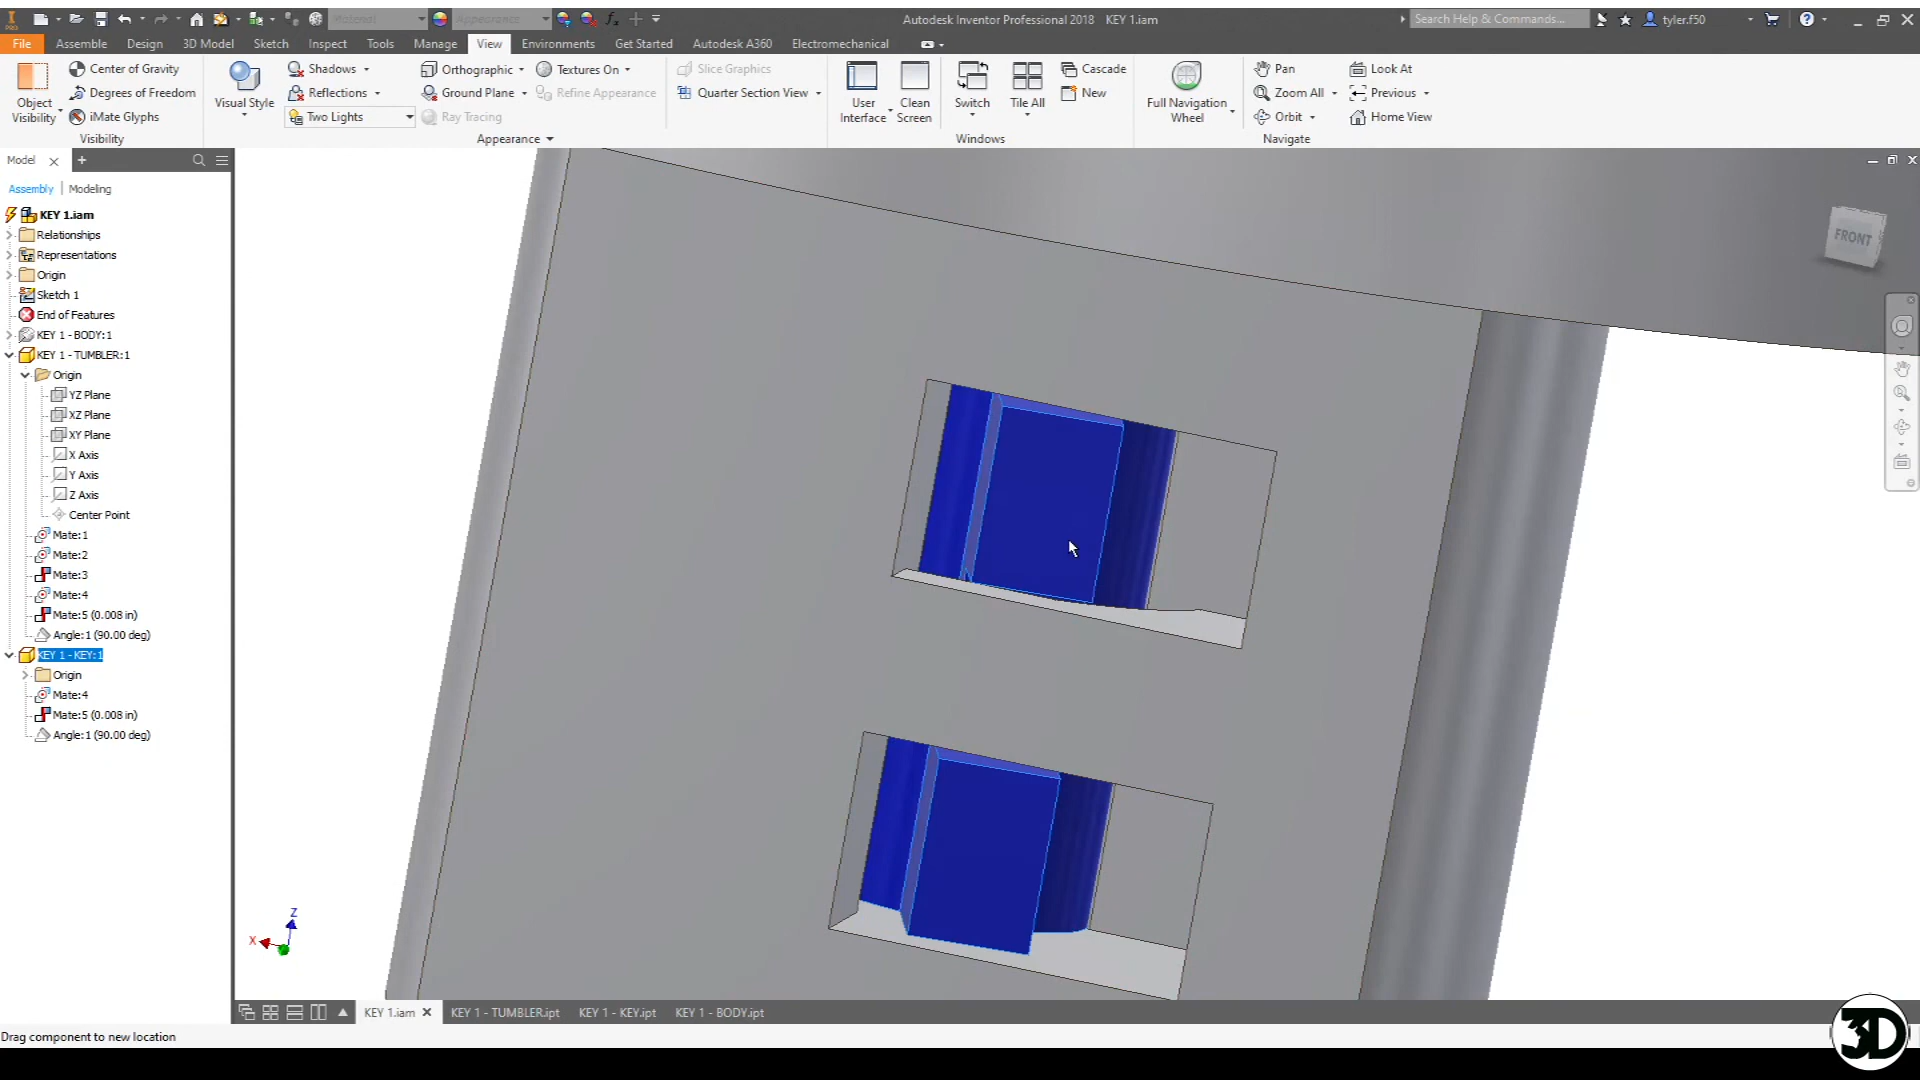 Material
Appearance
fx
Autodesk Inventor Professional 2018 KEY 1.iam
Search Help & Commands...
tyler.f50
File Assemble Design 3D Model Sketch Inspect Tools Manage View Environments Get Started Autodesk A360 Electromechanical
Object Visibility
Center of Gravity
Degrees of Freedom
iMate Glyphs
Visibility
Visual Style
Shadows
Reflections
Two Lights
Orthographic
Ground Plane
Ray Tracing
Textures On
Refine Appearance
Appearance
Slice Graphics
Quarter Section View
User Interface
Clean Screen
Switch
Tile All
Cascade
New
Windows
Full Navigation Wheel
Pan
Zoom All
Orbit
Look At
Previous
Home View
Navigate
Model
Assembly | Modeling
KEY 1.iam
Relationships
Representations
Origin
Sketch 1
End of Features
KEY 1 - BODY:1
KEY 1 - TUMBLER:1
Origin
YZ Plane
XZ Plane
XY Plane
X Axis
Y Axis
Z Axis
Center Point
Mate:1
Mate:2
Mate:3
Mate:4
Mate:5 (0.008 in)
Angle:1 (90.00 deg)
KEY 1 - KEY:1
Origin
Mate:4
Mate:5 (0.008 in)
Angle:1 (90.00 deg)
FRONT
Z
X
KEY 1.iam KEY 1 - TUMBLER.ipt KEY 1 - KEY.ipt KEY 1 - BODY.ipt
Drag component to new location
3D